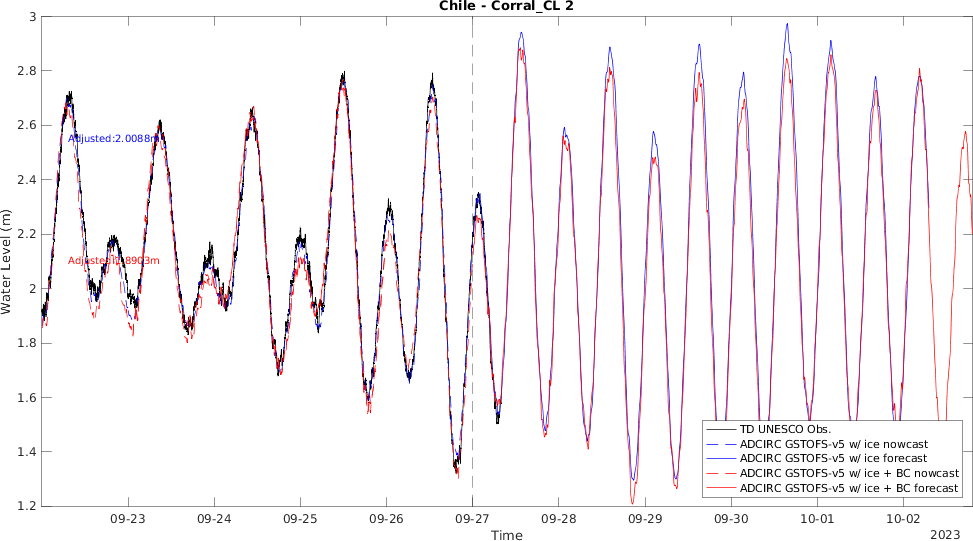 Chile - Corral_CL 2
3
2.8
2.6
2.4
2.2
2
1.8
1.6
1.4
1.2
Water Level (m)
Adjusted:2.0088m
TD UNESCO Obs.
ADCIRC GSTOFS-v5 w/ ice nowcast
ADCIRC GSTOFS-v5 w/ ice forecast
ADCIRC GSTOFS-v5 w/ ice + BC nowcast
ADCIRC GSTOFS-v5 w/ ice + BC forecast
09-23 09-24 09-25 09-26 09-27 09-28 09-29 09-30 10-01 10-02
Time
2023